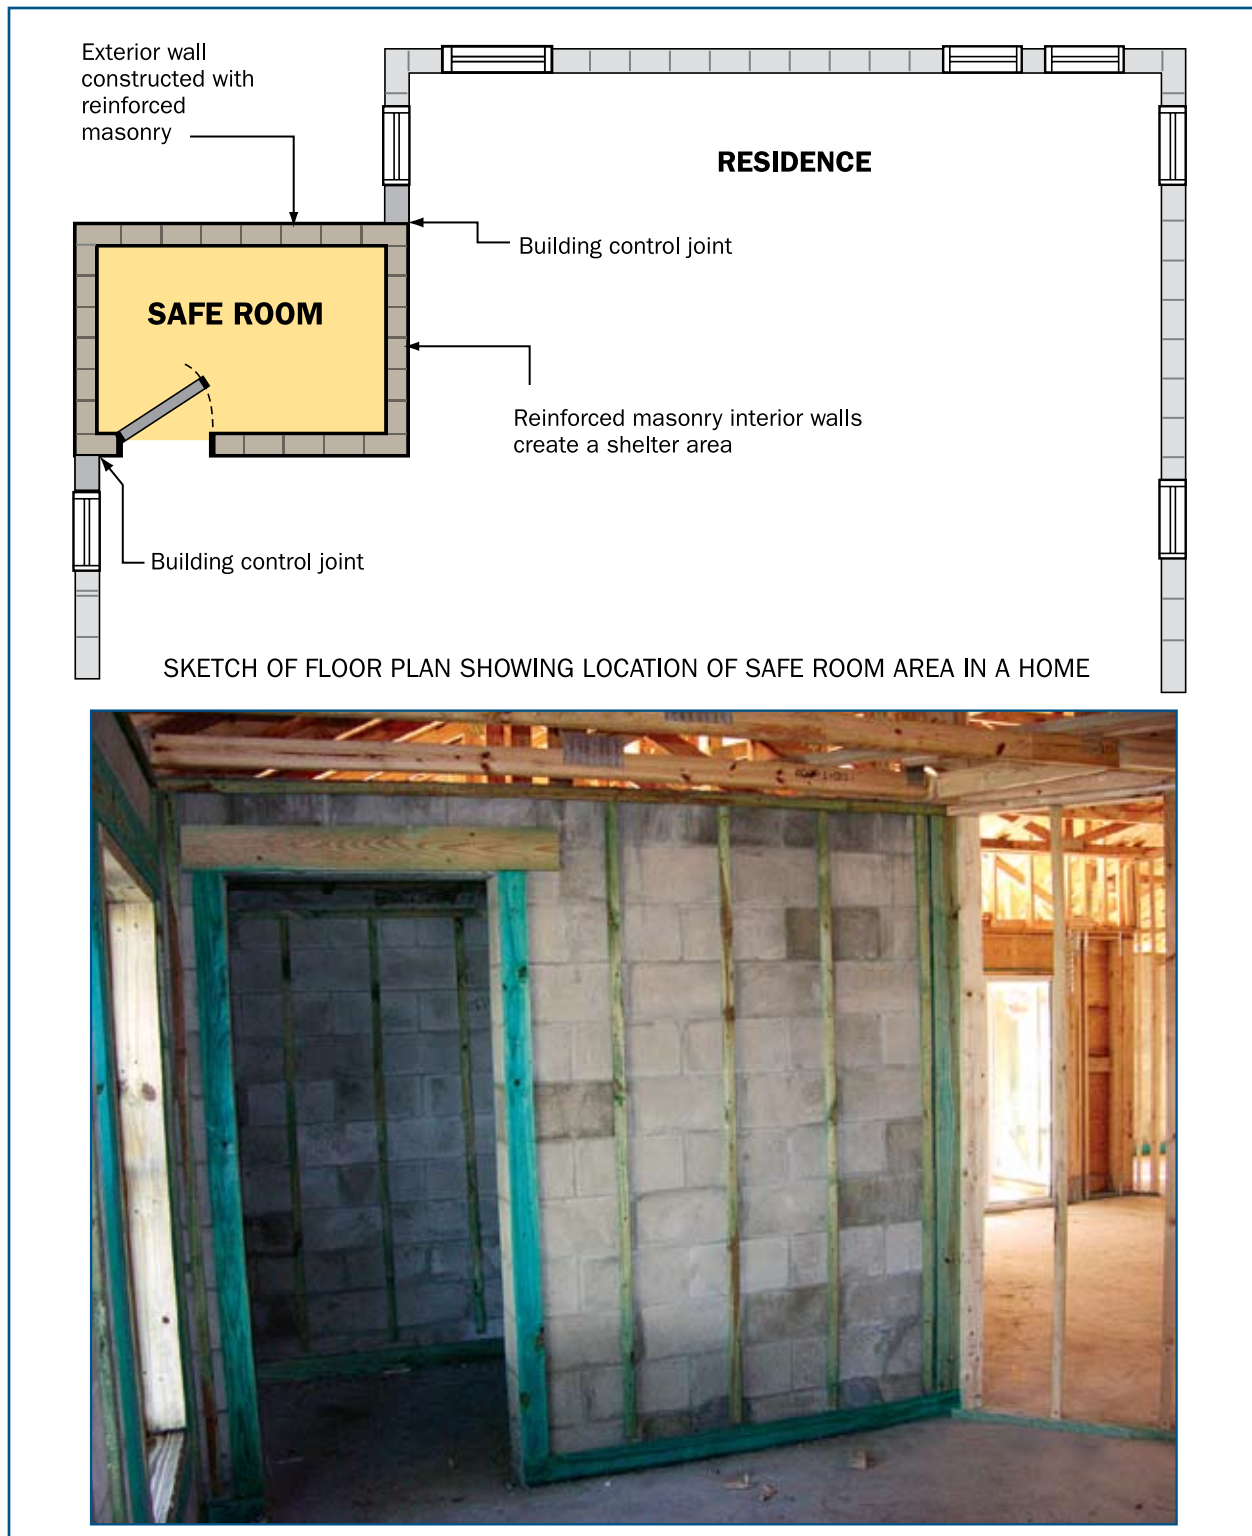 Exterior wall
constructed with
reinforced
masonry
RESIDENCE
Building control joint
SAFE ROOM
Reinforced masonry interior walls
create a shelter area
Building control joint
SKETCH OF FLOOR PLAN SHOWING LOCATION OF SAFE ROOM AREA IN A HOME